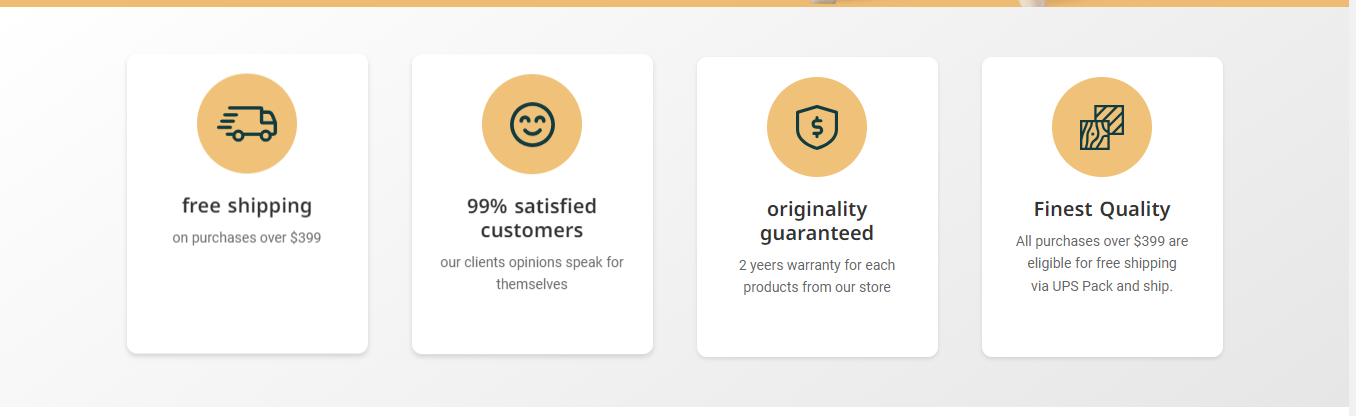 free shipping
on purchases over $399
99% satisfied
customers
our clients opinions speak for
themselves
originality
guaranteed
2 yeers warranty for each
products from our store
Finest Quality
All purchases over $399 are
eligible for free shipping
via UPS Pack and ship.